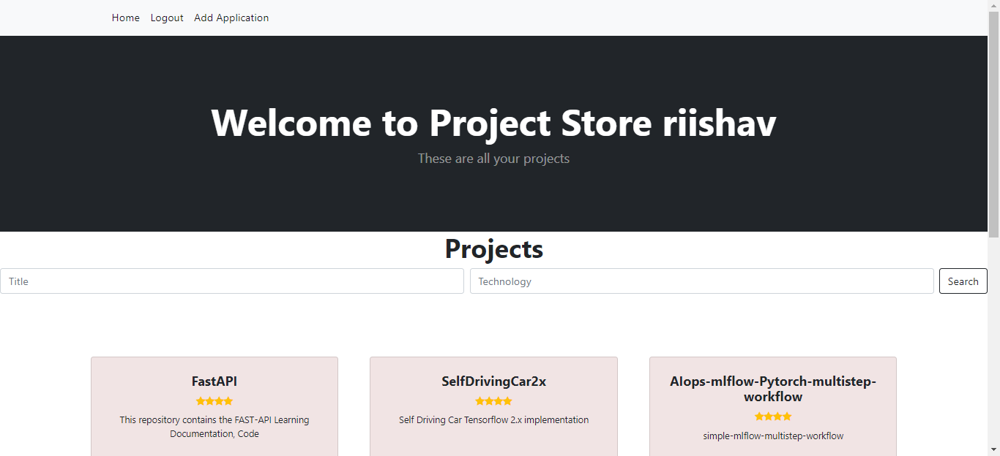 Home Logout Add Application
Welcome to Project Store riishav
These are all your projects
Projects
Title Technology Search
FastAPI
This repository contains the FAST-API Learning
Documentation, Code
SelfDrivingCar2x
Self Driving Car Tensorflow 2.x implementation
AIops-mlflow-Pytorch-multistep-
workflow
simple-mlflow-multistep-workflow